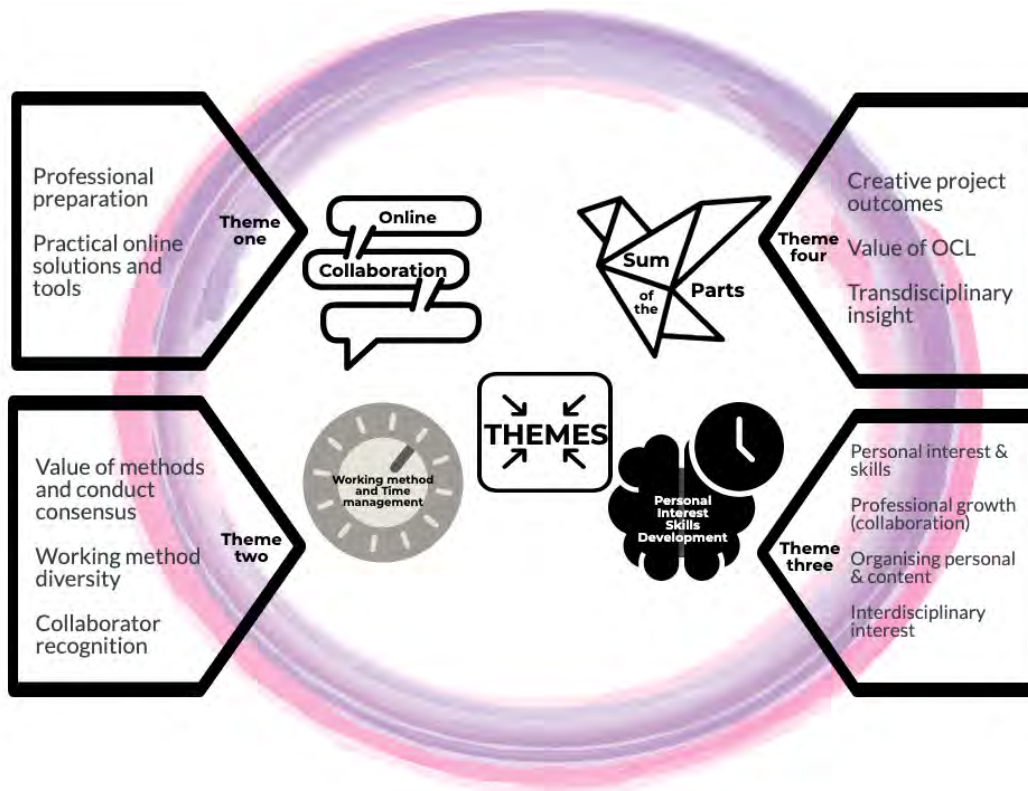 Professional
preparation
Practical online
solutions and
tools
Theme
one
Online
Collaboration
Sum
of
the
Parts
Theme
four
Creative project
outcomes
Value of OCL
Transdisciplinary
insight
THEMES
Value of methods
and conduct
consensus
Working method
diversity
Collaborator
recognition
Theme
two
Working method
and Time
management
Personal
Interest
Skills
Development
Theme
three
Personal interest &
skills
Professional growth
(collaboration)
Organising personal
& content
Interdisciplinary
interest